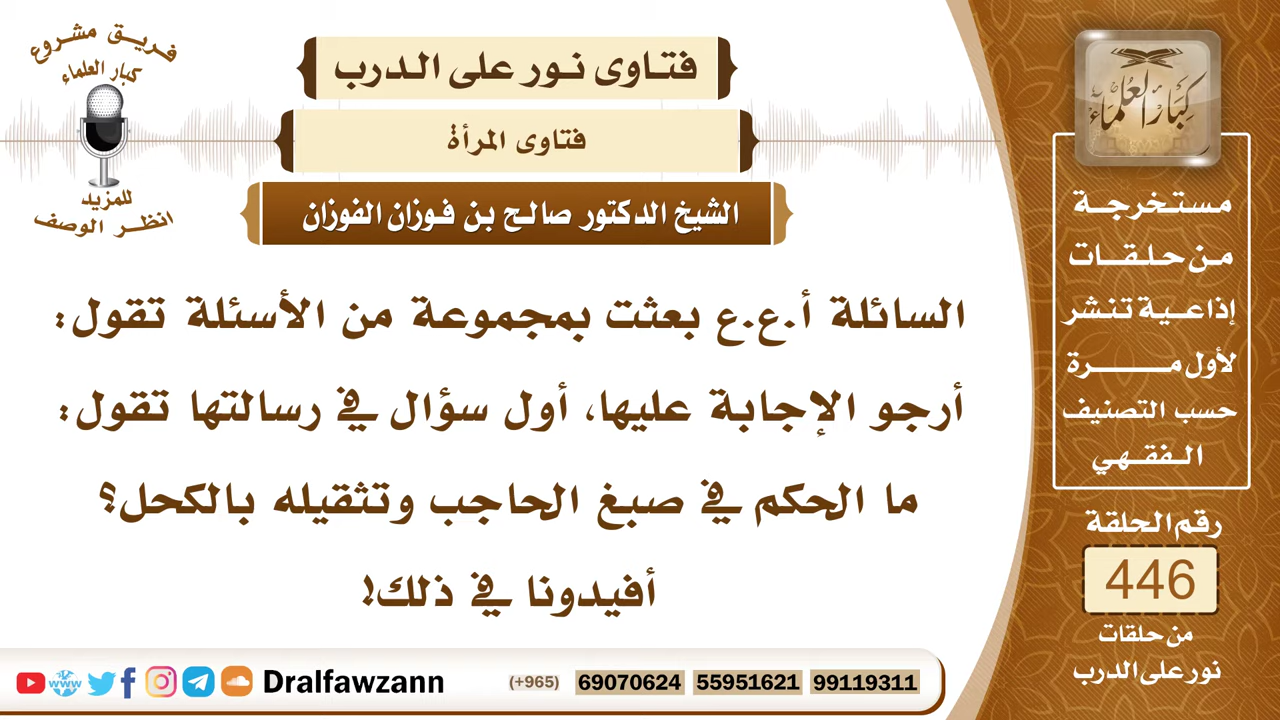 فريق مشروع
كبار العلماء
للمزيد
انظر الوصف
فتاوى نور على الدرب
فتاوى المرأة
الشيخ الدكتور صالح بن فوزان الفوزان
السائلة أ.ع.ع بعثت بمجموعة من الأسئلة تقول:
أرجو الإجابة عليها، أول سؤال في رسالتها تقول:
ما الحكم في صبغ الحاجب وتثقيله بالكحل؟
أفيدونا في ذلك!
كبار العلماء
مستخرجة
من حلقات
إذاعية تنشر
لأول مرة
حسب التصنيف
الفقهي
رقم الحلقة
446
من حلقات
نور على الدرب
www Dralfawzann (+965) 69070624 55951621 99119311